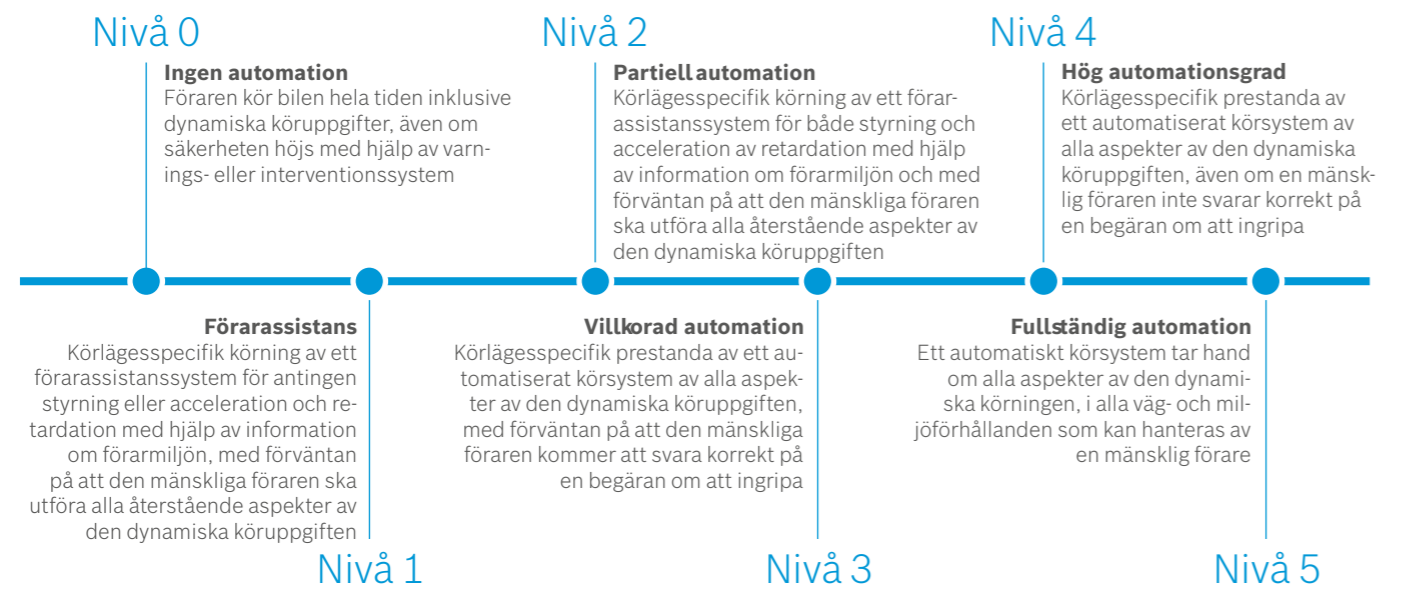 Nivå 0
Ingen automation
Föraren kör bilen hela tiden inklusive
dynamiska köruppgifter, även om
säkerheten höjs med hjälp av varn-
ings- eller interventionssystem
Förarassistans
Körlägesspecifik körning av ett
förarassistanssystem för antingen
styrning eller acceleration och re-
tardation med hjälp av information
om förarmiljön, med förväntan
på att den mänskliga föraren ska
utföra alla återstående aspekter av
den dynamiska köruppgiften
Nivå 1
Nivå 2
Partiell automation
Körlägesspecifik körning av ett förar-
assistanssystem för både styrning och
acceleration av retardation med hjälp
av information om förarmiljön och med
förväntan på att den mänskliga föraren
ska utföra alla återstående aspekter av
den dynamiska köruppgiften
Villkorad automation
Körlägesspecifik prestanda av ett au-
tomatiserat körsystem av alla aspek-
ter av den dynamiska köruppgiften,
med förväntan på att den mänskliga
föraren kommer att svara korrekt på
en begäran om att ingripa
Nivå 3
Nivå 4
Hög automationsgrad
Körlägesspecifik prestanda av
ett automatiserat körsystem av
alla aspekter av den dynamiska
köruppgiften, även om en mänsk-
lig föraren inte svarar korrekt på
en begäran om att ingripa
Fullständig automation
Ett automatiskt körsystem tar hand
om alla aspekter av den dynami-
ska körningen, i alla väg- och mil-
jöförhållanden som kan hanteras av
en mänsklig förare
Nivå 5